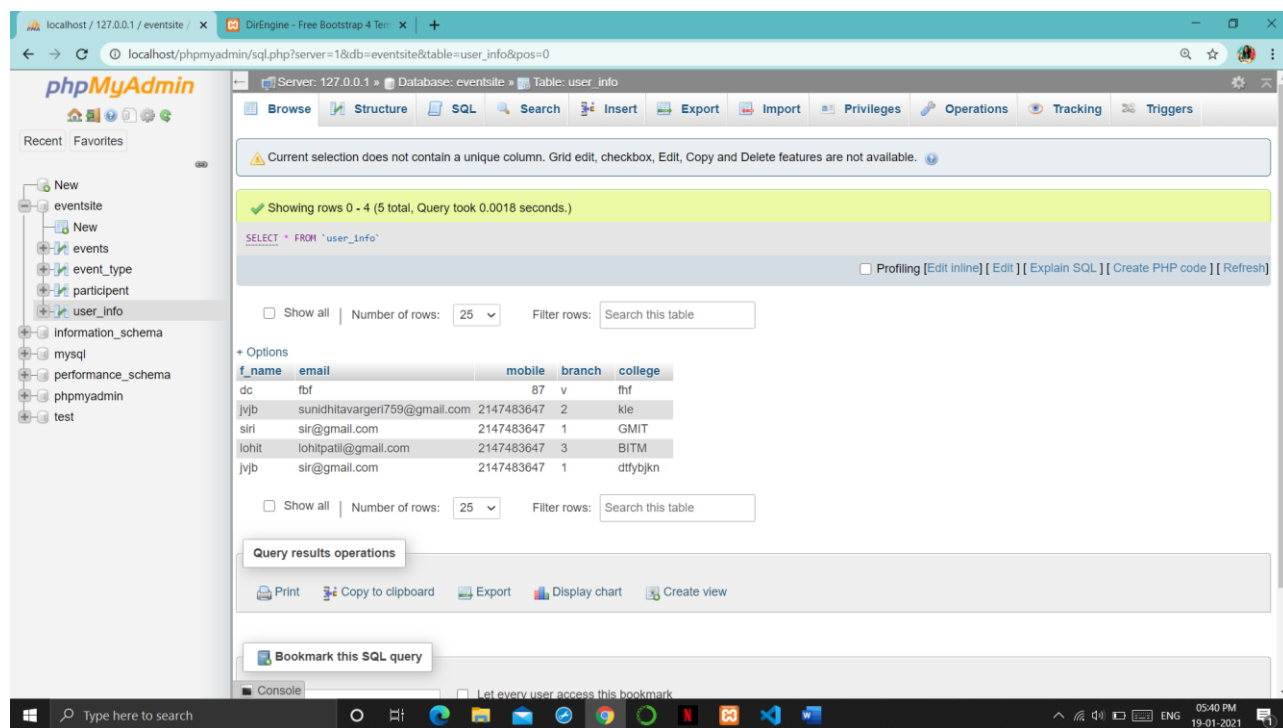 localhost / 127.0.0.1 / eventsite /
DirEngine - Free Bootstrap 4 Tem
localhost/phpmyadmin/sql.php?server=1&db=eventsite&table=user_info&pos=0
phpMyAdmin
Recent Favorites
New
eventsite
New
events
event_type
participent
user_info
information_schema
mysql
performance_schema
phpmyadmin
test
Server: 127.0.0.1 » Database: eventsite » Table: user_info
Browse Structure SQL Search Insert Export Import Privileges Operations Tracking Triggers
Current selection does not contain a unique column. Grid edit, checkbox, Edit, Copy and Delete features are not available.
Showing rows 0 - 4 (5 total, Query took 0.0018 seconds.)
SELECT * FROM `user_info`
Profiling [Edit inline] [ Edit ] [ Explain SQL ] [ Create PHP code ] [ Refresh]
Show all | Number of rows: 25 Filter rows: Search this table
+ Options
f_name email mobile branch college
dc fbf 87 v fhf
jvjb sunidhitavargeri759@gmail.com 2147483647 2 kle
siri sir@gmail.com 2147483647 1 GMIT
lohit lohitpatil@gmail.com 2147483647 3 BITM
jvjb sir@gmail.com 2147483647 1 dtfybjkn
Show all | Number of rows: 25 Filter rows: Search this table
Query results operations
Print Copy to clipboard Export Display chart Create view
Bookmark this SQL query
Console
Let every user access this bookmark
Type here to search
ENG
05:40 PM
19-01-2021